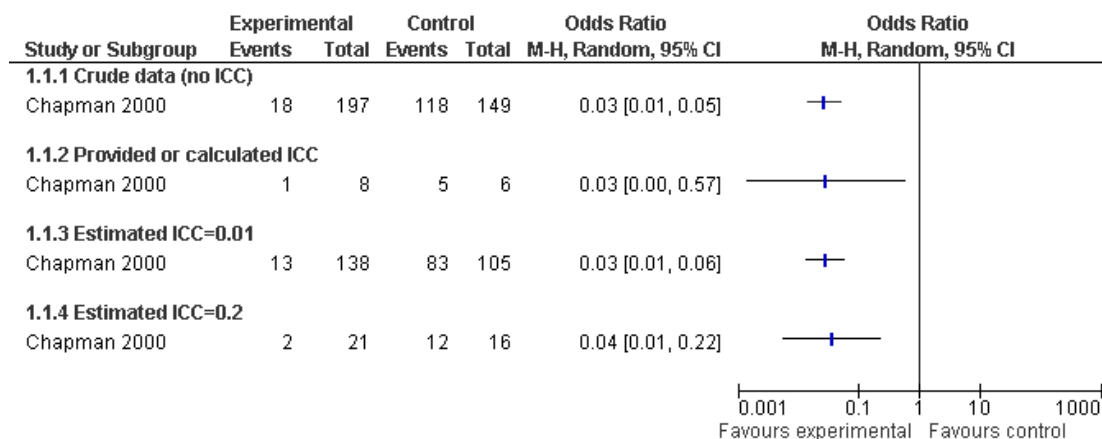 Experimental Control Odds Ratio Odds Ratio
Study or Subgroup Events Total Events Total M-H, Random, 95% CI M-H, Random, 95% CI
1.1.1 Crude data (no ICC)
Chapman 2000 18 197 118 149 0.03 [0.01, 0.05]
1.1.2 Provided or calculated ICC
Chapman 2000 1 8 5 6 0.03 [0.00, 0.57]
1.1.3 Estimated ICC=0.01
Chapman 2000 13 138 83 105 0.03 [0.01, 0.06]
1.1.4 Estimated ICC=0.2
Chapman 2000 2 21 12 16 0.04 [0.01, 0.22]
0.001 0.1 1 10 1000
Favours experimental Favours control